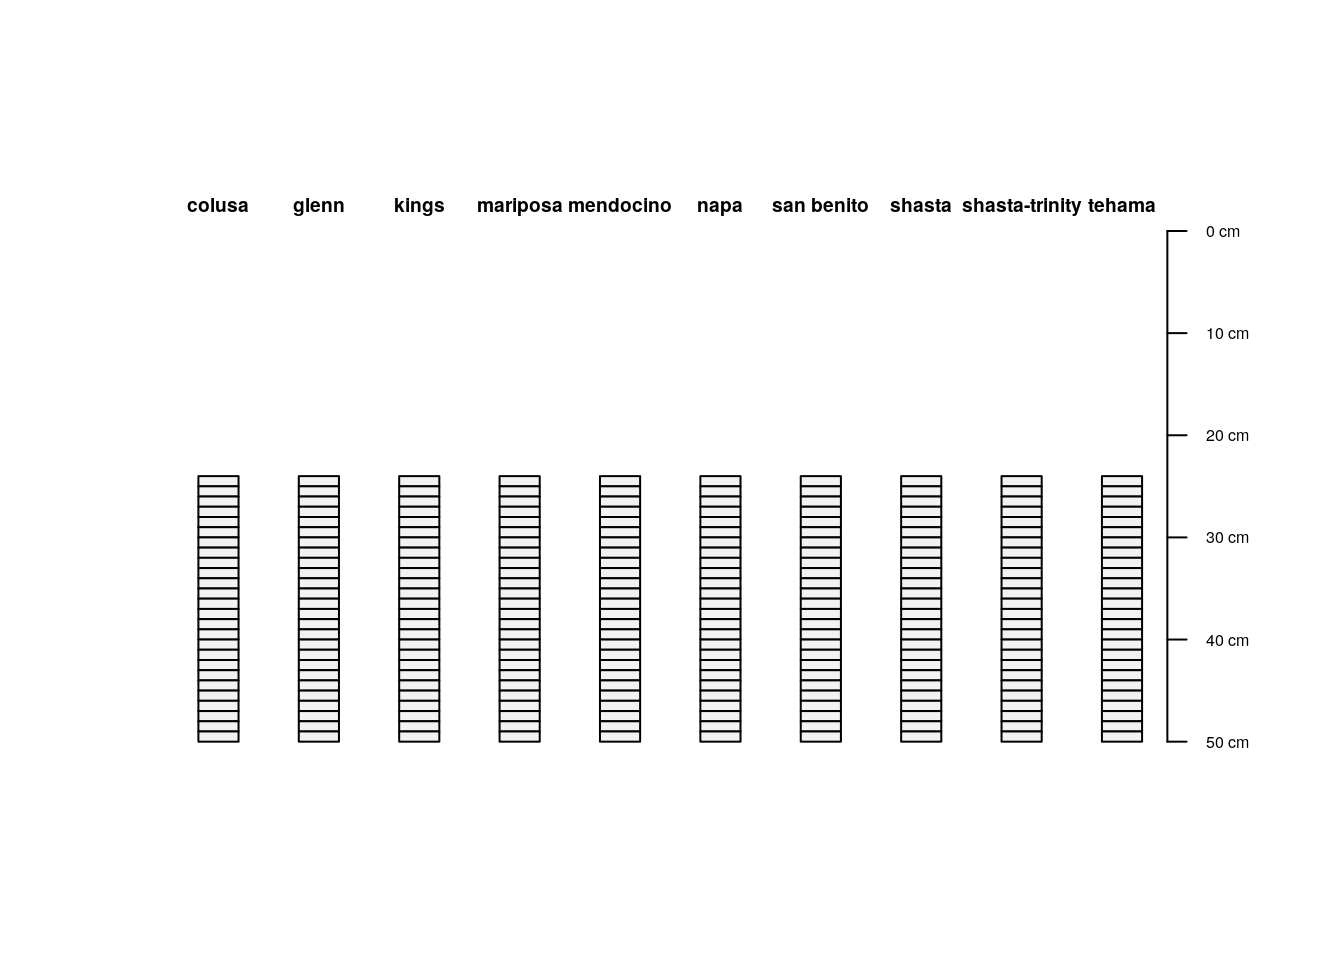 colusa glenn kings mariposa mendocino napa san benito shasta shasta-trinity tehama
0 cm
10 cm
20 cm
30 cm
40 cm
50 cm